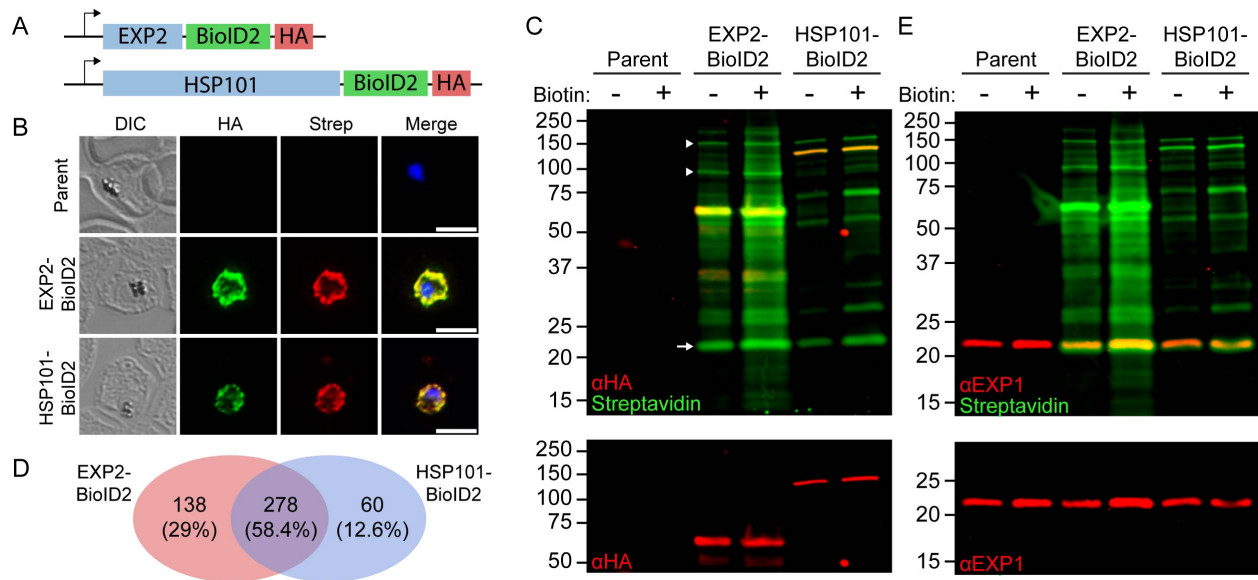 A
EXP2 BioID2 HA
HSP101 BioID2 HA
B
DIC HA Strep Merge
Parent
EXP2-
BioID2
HSP101-
BioID2
D
EXP2-
BioID2
HSP101-
BioID2
138
(29%)
278
(58.4%)
60
(12.6%)
C
Parent
EXP2-
BioID2
HSP101-
BioID2
Biotin: - + - + - +
250
150
100
75
50
37
25
20
15
αHA
Streptavidin
250
150
100
75
50
αHA
E
Parent
EXP2-
BioID2
HSP101-
BioID2
Biotin: - + - + - +
250
150
100
75
50
37
25
20
15
αEXP1
Streptavidin
25
20
15
αEXP1